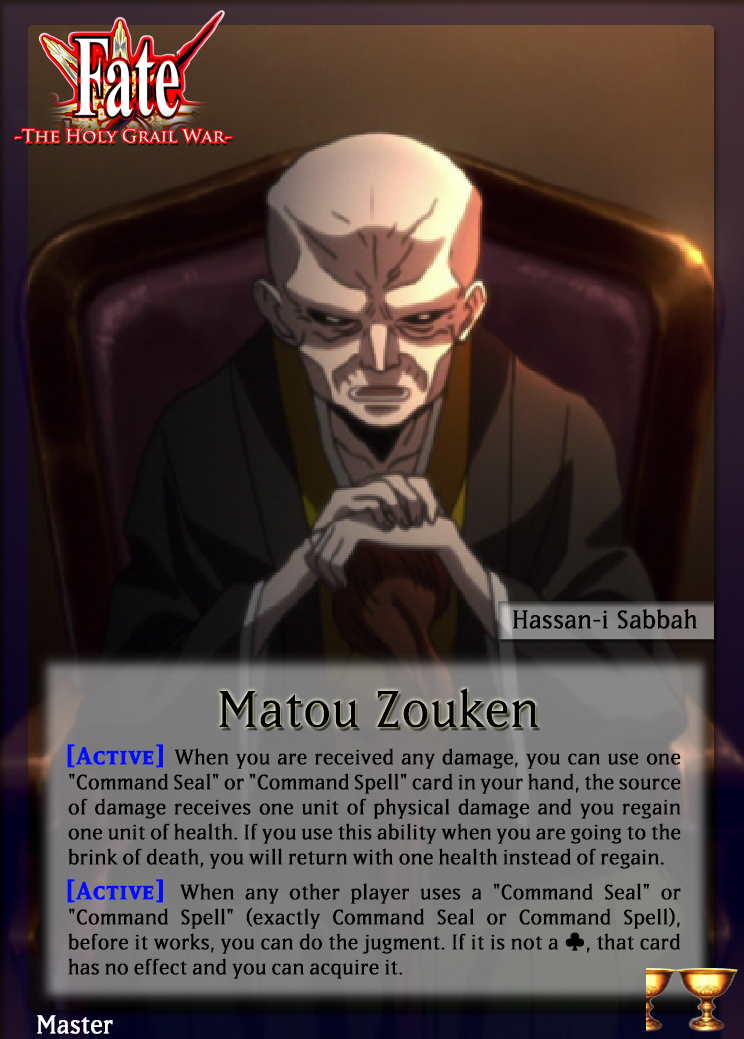 Fate
-THE HOLY GRAIL WAR-
Hassan-i Sabbah
Matou Zouken
[ACTIVE] When you are received any damage, you can use one
"Command Seal" or "Command Spell" card in your hand, the source
of damage receives one unit of physical damage and you regain
one unit of health. If you use this ability when you are going to the
brink of death, you will return with one health instead of regain.
[ACTIVE] When any other player uses a "Command Seal" or
"Command Spell" (exactly Command Seal or Command Spell),
before it works, you can do the jugment. If it is not a ♣, that card
has no effect and you can acquire it.
Master